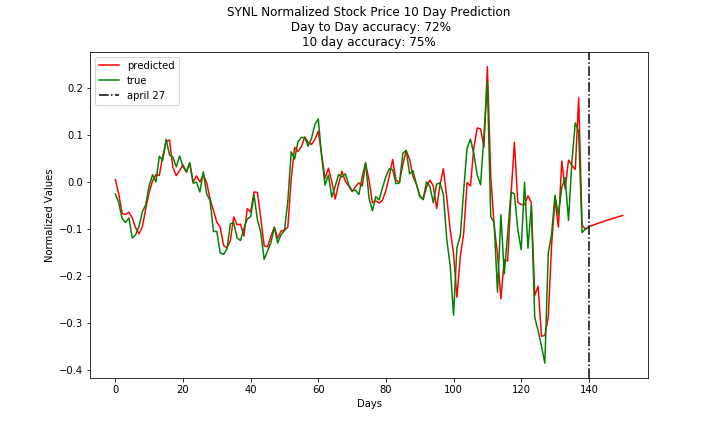 SYNL Normalized Stock Price 10 Day Prediction
Day to Day accuracy: 72%
10 day accuracy: 75%
predicted
true
april 27
Normalized Values
0.2
0.1
0.0
−0.1
−0.2
−0.3
−0.4
0
20
40
60
80
100
120
140
Days